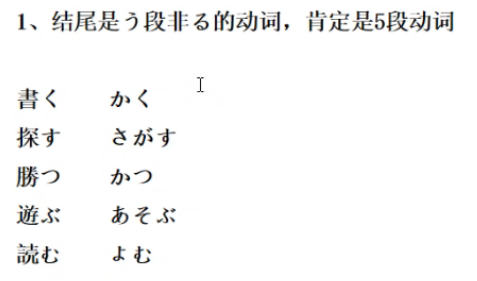 1、结尾是う段非る的动词，肯定是5段动词
書く　かく
探す　さがす
勝つ　かつ
遊ぶ　あそぶ
読む　よむ